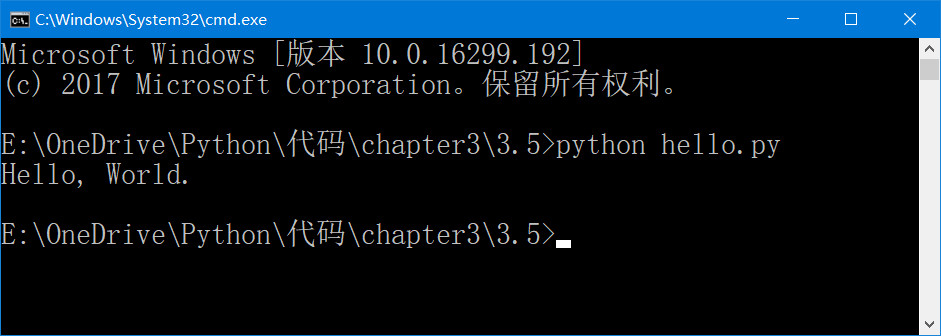 C:\Windows\System32\cmd.exe
Microsoft Windows [版本 10.0.16299.192]
(c) 2017 Microsoft Corporation。保留所有权利。
E:\OneDrive\Python\代码\chapter3\3.5>python hello.py
Hello, World.
E:\OneDrive\Python\代码\chapter3\3.5>